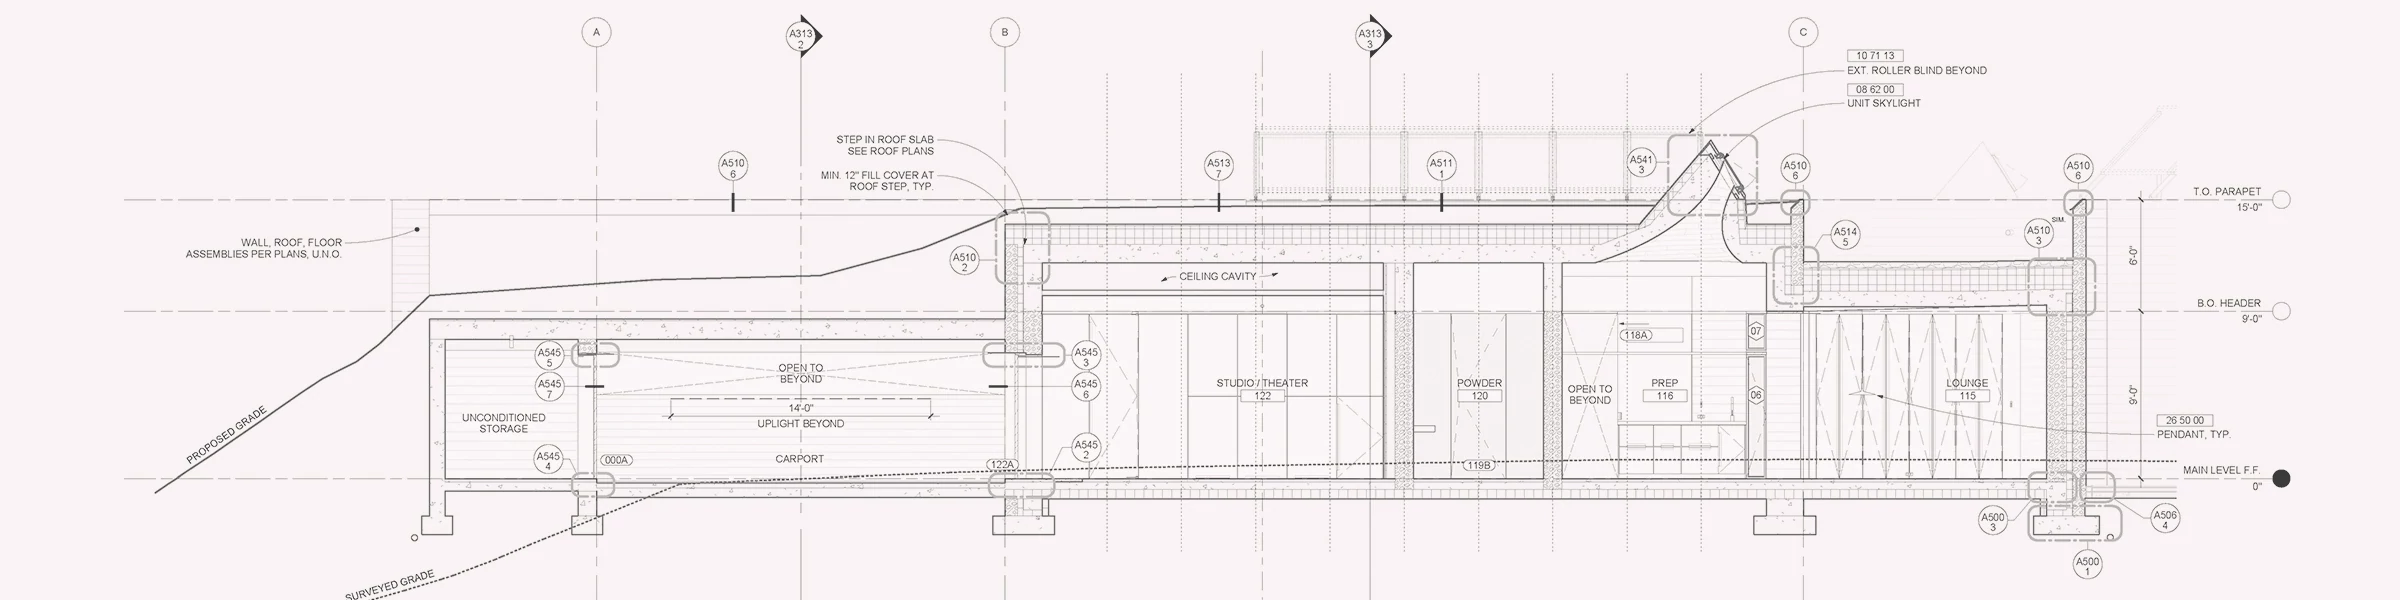 A
A313
2
B
A313
3
C
10 71 13
EXT. ROLLER BLIND BEYOND
08 62 00
UNIT SKYLIGHT
STEP IN ROOF SLAB
SEE ROOF PLANS
MIN. 12" FILL COVER AT
ROOF STEP, TYP.
A510
6
A513
7
A511
1
A541
3
A510
6
A510
6
T.O. PARAPET
15'-0"
WALL, ROOF, FLOOR
ASSEMBLIES PER PLANS, U.N.O.
A510
2
CEILING CAVITY
A514
5
SIM.
A510
3
6'-0"
B.O. HEADER
9'-0"
A545
5
A545
7
OPEN TO
BEYOND
14'-0"
UPLIGHT BEYOND
A545
3
A545
6
STUDIO / THEATER
122
POWDER
120
OPEN TO
BEYOND
118A
PREP
116
07
06
LOUNGE
115
9'-0"
26 50 00
PENDANT, TYP.
UNCONDITIONED
STORAGE
PROPOSED GRADE
A545
4
000A
CARPORT
122A
A545
2
119B
MAIN LEVEL F.F.
0"
A500
3
A506
4
A500
1
SURVEYED GRADE